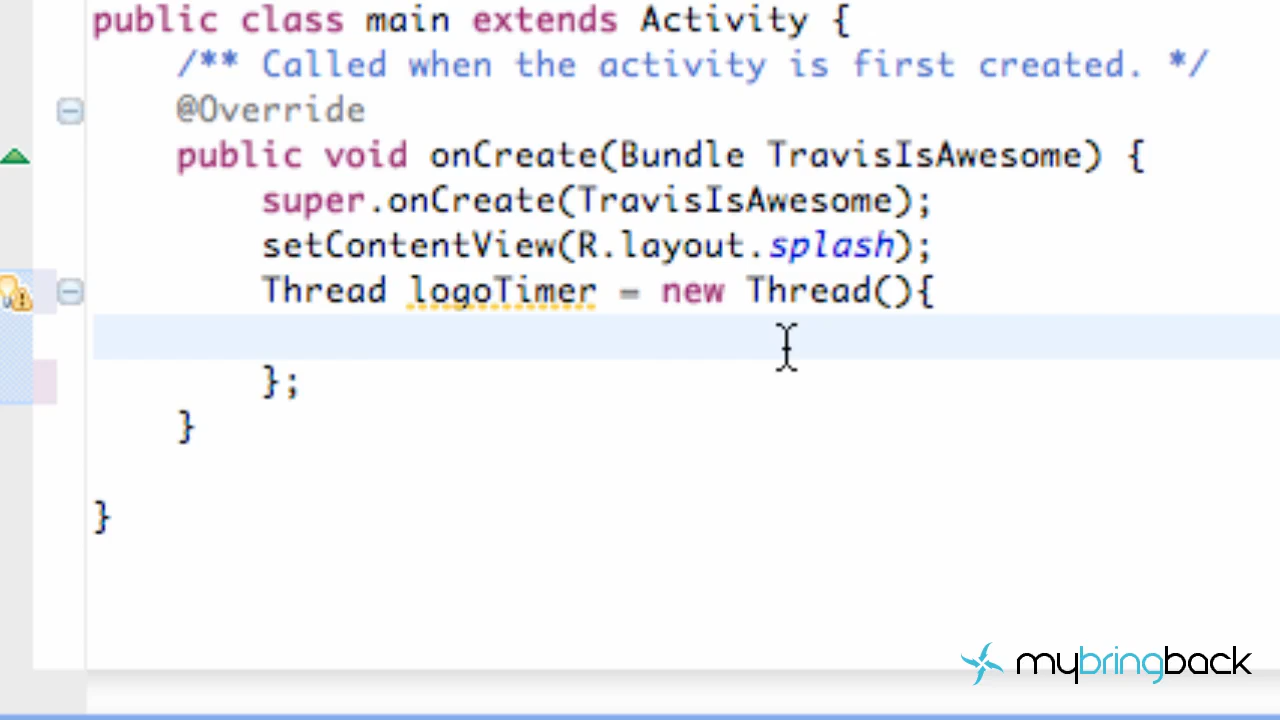 public class main extends Activity {
/** Called when the activity is first created. */
@Override
public void onCreate(Bundle TravisIsAwesome) {
super.onCreate(TravisIsAwesome);
setContentView(R.layout.splash);
Thread logoTimer = new Thread(){
};
}
}
mybringback